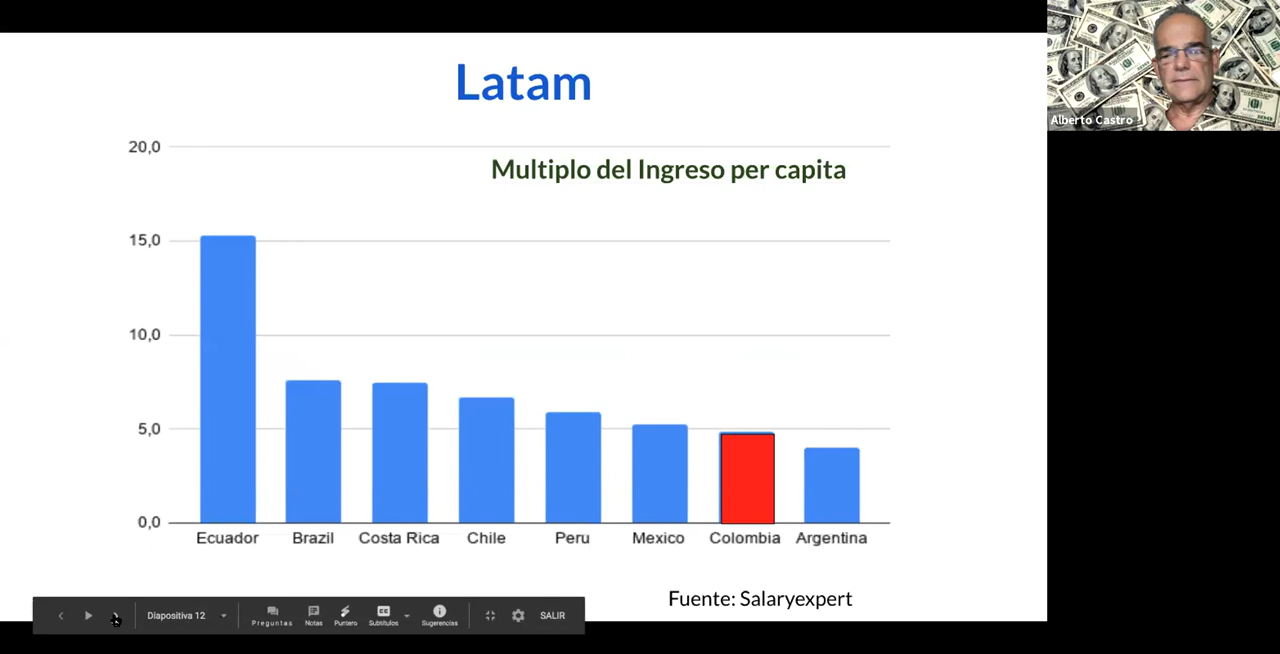 Latam
Multiplo del Ingreso per capita
20,0
15,0
10,0
5,0
0,0
Ecuador
Brazil
Costa Rica
Chile
Peru
Mexico
Colombia
Argentina
Fuente: Salaryexpert
Diapositiva 12
Preguntas
Notas
Puntero
Subtítulos
Sugerencias
SALIR
Alberto Castro